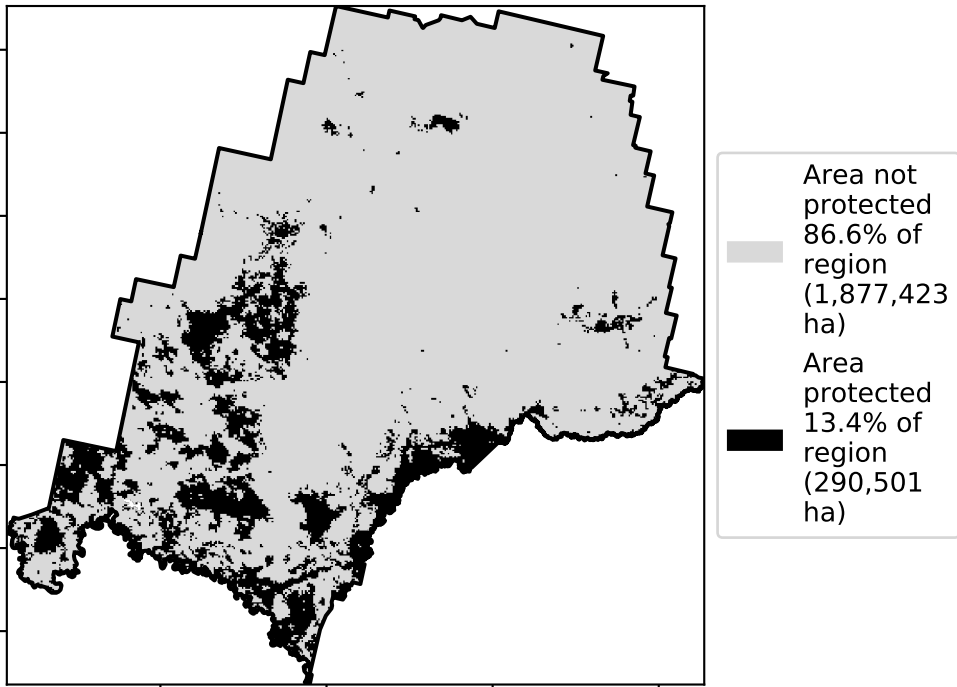 Area not
protected
86.6% of
region
(1,877,423
ha)
Area
protected
13.4% of
region
(290,501
ha)